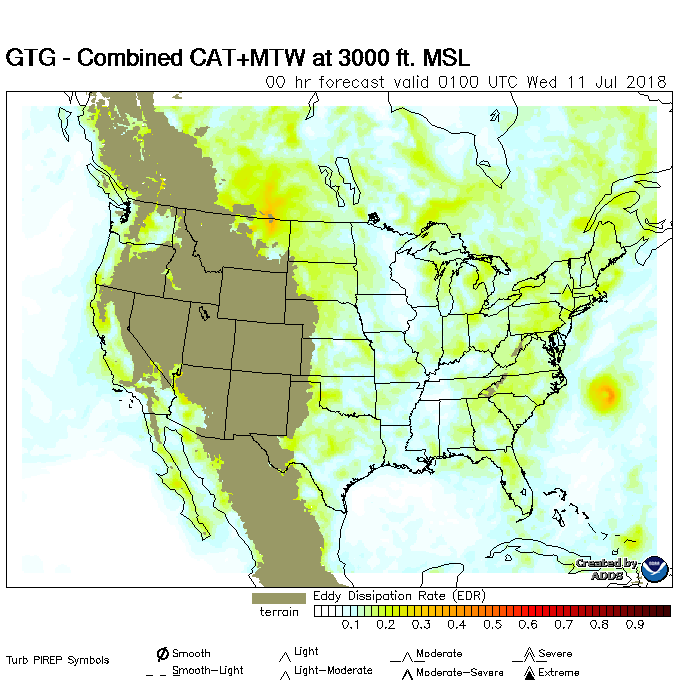 GTG - Combined CAT+MTW at 3000 ft. MSL
00 hr forecast valid 0100 UTC Wed 11 Jul 2018
Created by
ADDS
terrain
Eddy Dissipation Rate (EDR)
0.1 0.2 0.3 0.4 0.5 0.6 0.7 0.8 0.9
Turb PIREP Symbols
Smooth Light Moderate Severe
Smooth-Light Light-Moderate Moderate-Severe Extreme